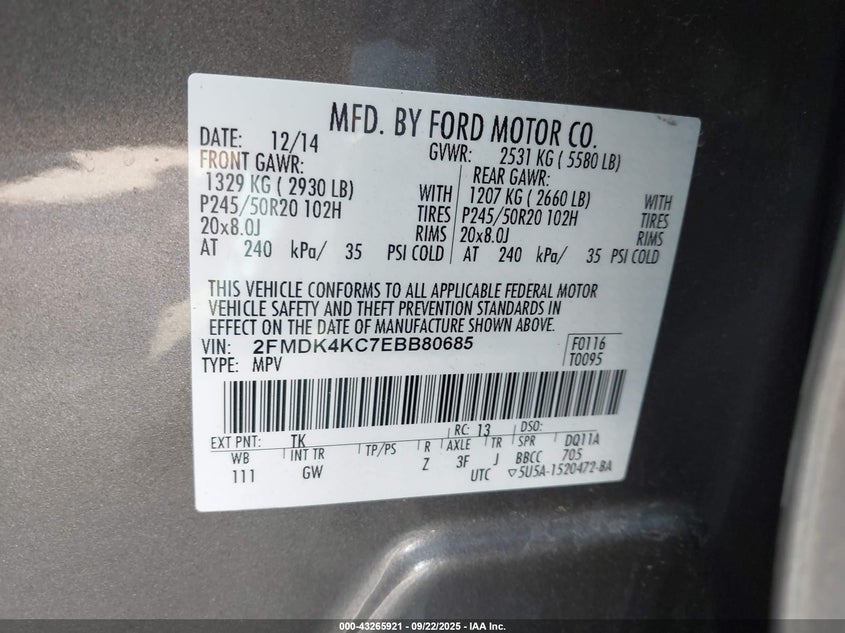 MFD. BY FORD MOTOR CO.
DATE: 12/14 GVWR: 2531 KG ( 5580 LB)
FRONT GAWR: REAR GAWR:
1329 KG ( 2930 LB) WITH 1207 KG ( 2660 LB) WITH
P245/50R20 102H TIRES P245/50R20 102H TIRES
20x8.0J RIMS 20x8.0J RIMS
AT 240 kPa/ 35 PSI COLD AT 240 kPa/ 35 PSI COLD
THIS VEHICLE CONFORMS TO ALL APPLICABLE FEDERAL MOTOR
VEHICLE SAFETY AND THEFT PREVENTION STANDARDS IN
EFFECT ON THE DATE OF MANUFACTURE SHOWN ABOVE.
VIN: 2FMDK4KC7EBB80685 F0116
TYPE: MPV T0095
EXT PNT: TK RC: 13 DSO:
WB INT TR TP/PS R AXLE TR SPR DQ11A
111 GW Z 3F J BBCC 705
UTC ▽5U5A-1520472-BA
000-43265921 - 09/22/2025 - IAA Inc.